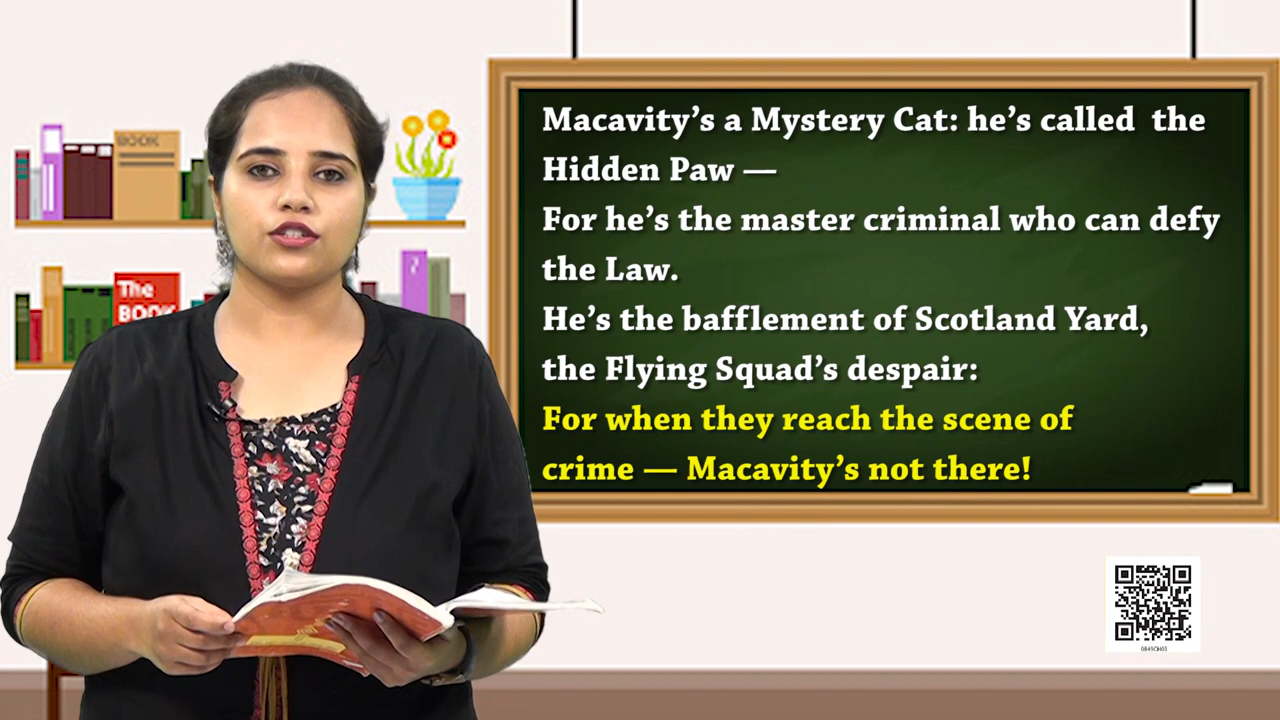 BOOK
The
BOOK
?
Macavity’s a Mystery Cat: he’s called the
Hidden Paw —
For he’s the master criminal who can defy
the Law.
He’s the bafflement of Scotland Yard,
the Flying Squad’s despair:
For when they reach the scene of
crime — Macavity’s not there!